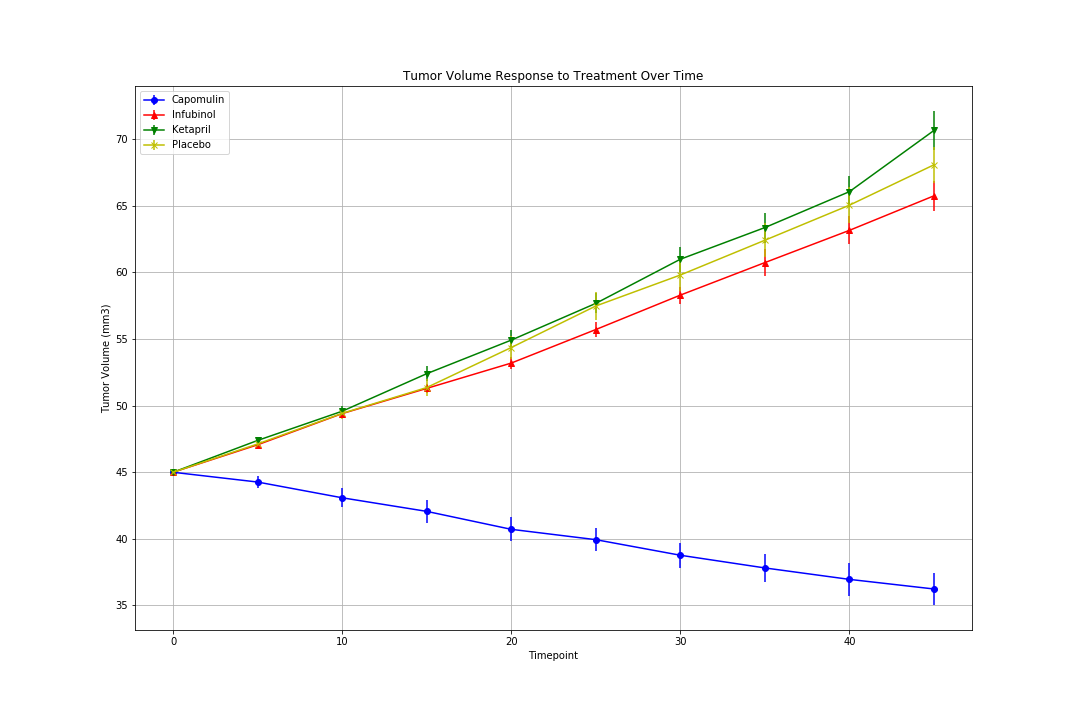 Tumor Volume Response to Treatment Over Time
Capomulin
Infubinol
Ketapril
Placebo
70
65
60
55
50
45
40
35
Tumor Volume (mm3)
0 10 20 30 40
Timepoint